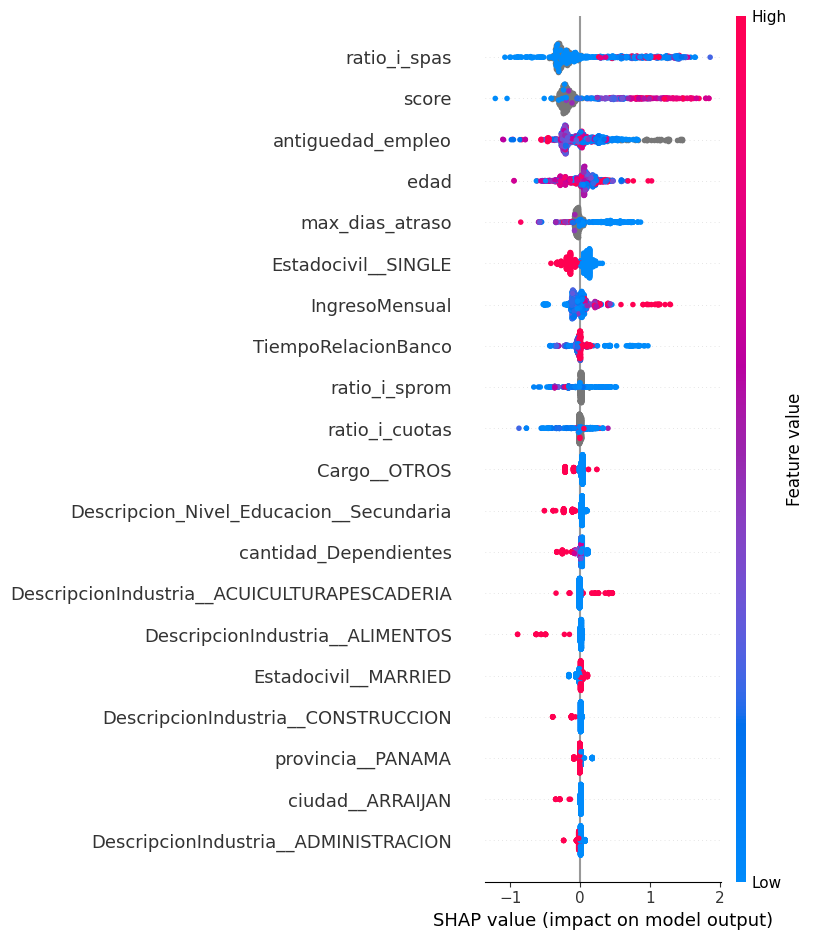 High
ratio_i_spas
score
antiguedad_empleo
edad
max_dias_atraso
Estadocivil__SINGLE
IngresoMensual
TiempoRelacionBanco
ratio_i_sprom
ratio_i_cuotas
Cargo__OTROS
Descripcion_Nivel_Educacion__Secundaria
cantidad_Dependientes
DescripcionIndustria__ACUICULTURAPESCADERIA
DescripcionIndustria__ALIMENTOS
Estadocivil__MARRIED
DescripcionIndustria__CONSTRUCCION
provincia__PANAMA
ciudad__ARRAIJAN
DescripcionIndustria__ADMINISTRACION
Feature value
Low
−1 0 1 2
SHAP value (impact on model output)